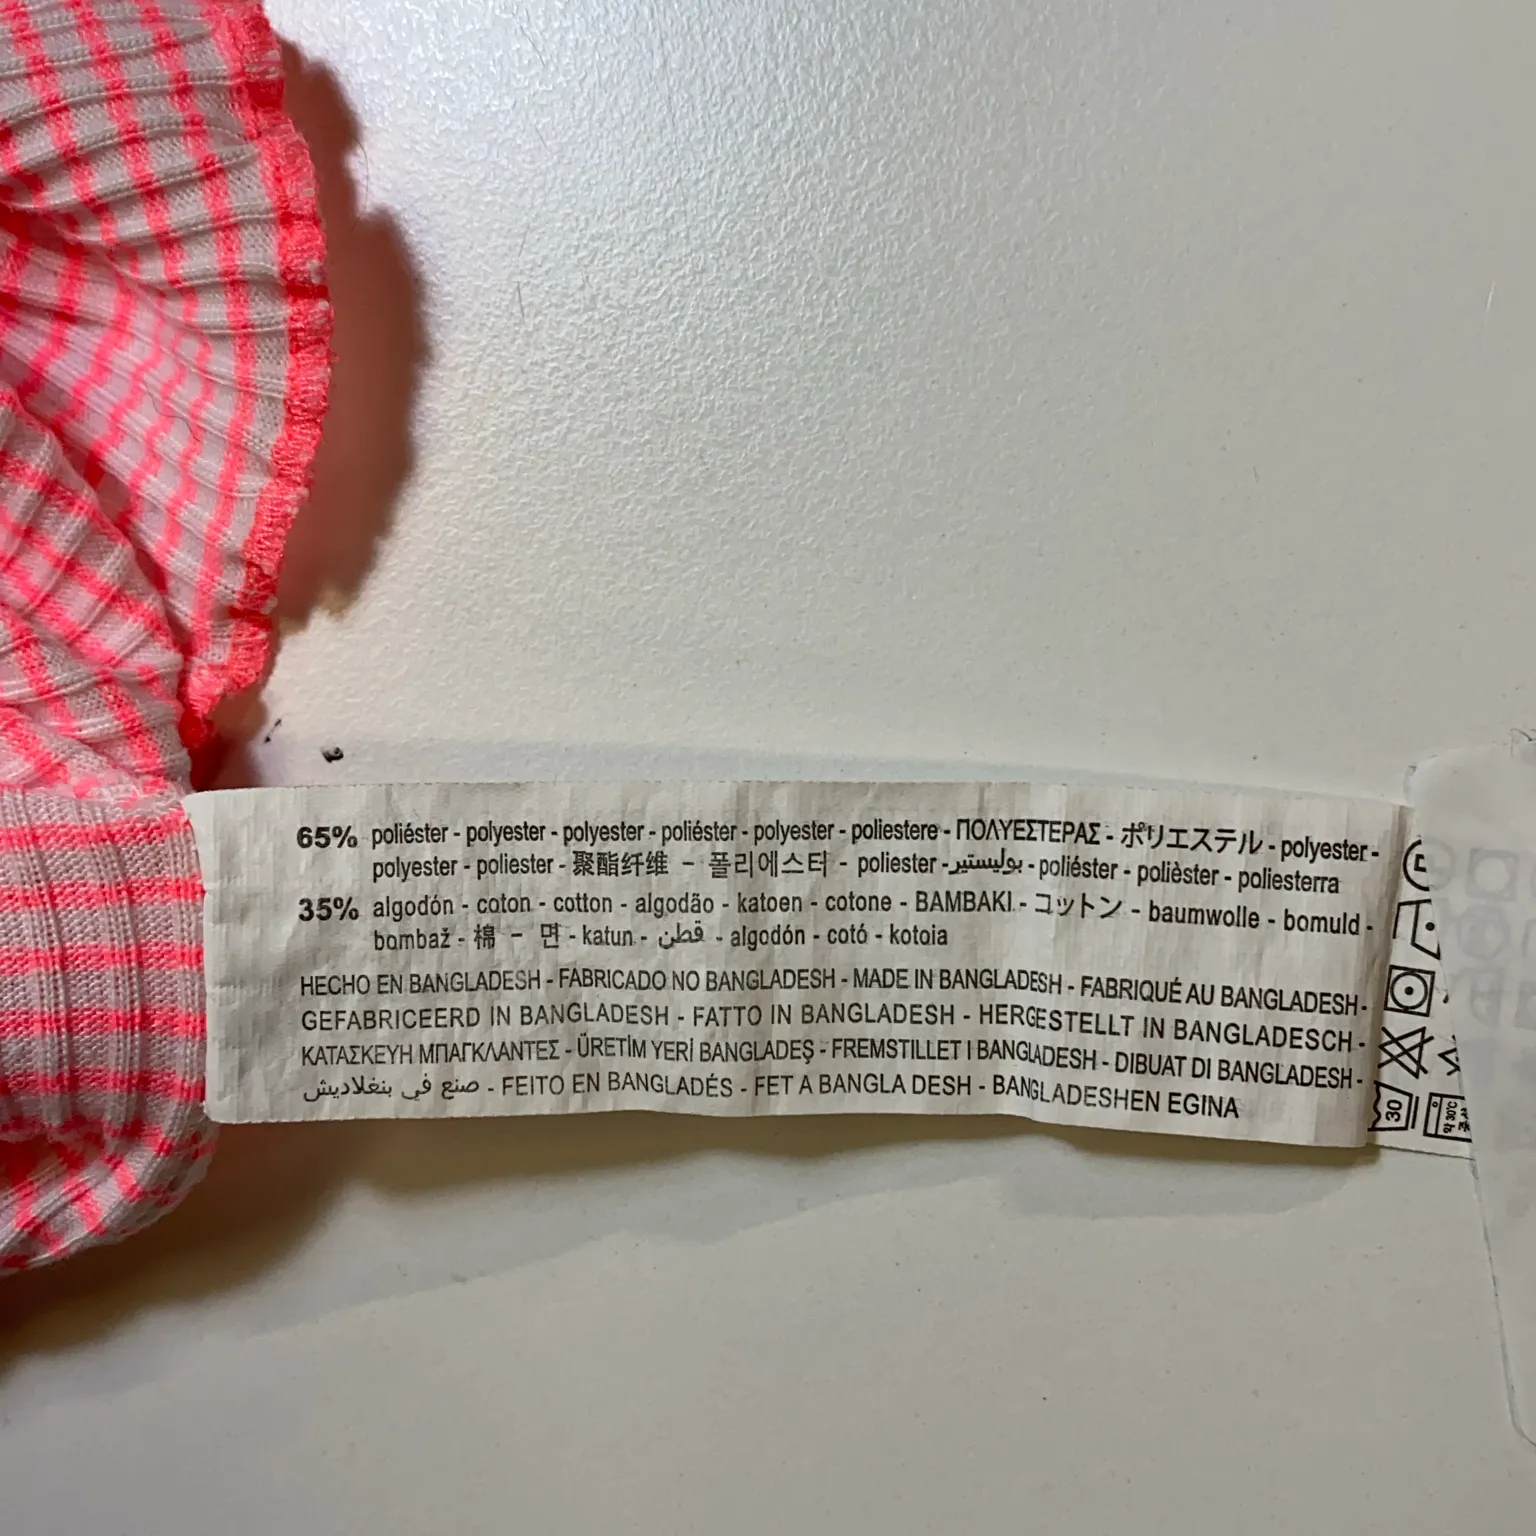 65% poliéster - polyester - polyester - poliéster - polyester - poliestere - ΠΟΛΥΕΣΤΕΡΑΣ - ポリエステル - polyester -
polyester - poliester - 聚酯纤维 - 폴리에스터 - poliester - بوليستير - poliéster - polièster - poliesterra
35% algodón - coton - cotton - algodão - katoen - cotone - BAMBAKI - コットン - baumwolle - bomuld -
bombaž - 棉 - 면 - katun - قطن - algodón - cotó - kotoia
HECHO EN BANGLADESH - FABRICADO NO BANGLADESH - MADE IN BANGLADESH - FABRIQUÉ AU BANGLADESH -
GEFABRICEERD IN BANGLADESH - FATTO IN BANGLADESH - HERGESTELLT IN BANGLADESCH -
ΚΑΤΑΣΚΕΥΗ ΜΠΑΓΚΛΑΝΤΕΣ - ÜRETİM YERİ BANGLADEŞ - FREMSTILLET I BANGLADESH - DIBUAT DI BANGLADESH -
صنع في بنغلاديش - FEITO EN BANGLADÉS - FET A BANGLA DESH - BANGLADESHEN EGINA
30
약 30℃